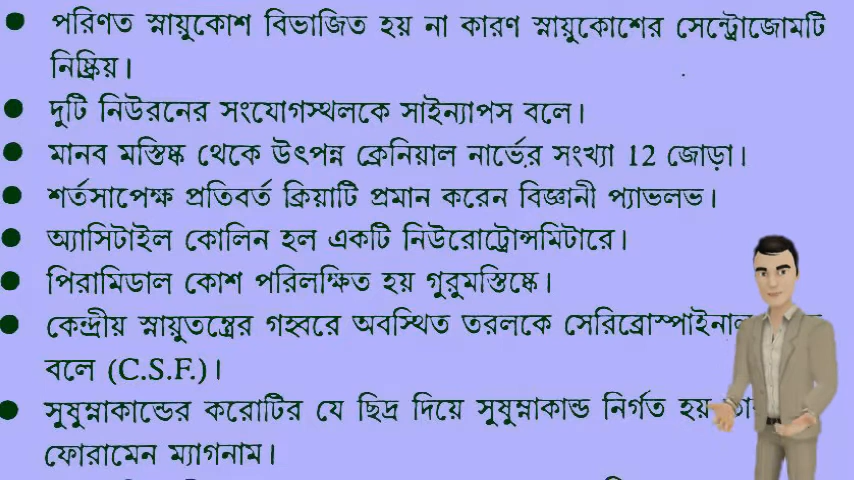 পরিণত স্নায়ুকোশ বিভাজিত হয় না কারণ স্নায়ুকোশের সেন্ট্রোজোমটি
নিষ্ক্রিয়।
দুটি নিউরনের সংযোগস্থলকে সাইন্যাপস বলে।
মানব মস্তিষ্ক থেকে উৎপন্ন ক্রেনিয়াল নার্ভের সংখ্যা 12 জোড়া।
শর্তসাপেক্ষ প্রতিবর্ত ক্রিয়াটি প্রমান করেন বিজ্ঞানী প্যাভলভ।
অ্যাসিটাইল কোলিন হল একটি নিউরোট্রান্সমিটারে।
পিরামিডাল কোশ পরিলক্ষিত হয় গুরুমস্তিষ্কে।
কেন্দ্রীয় স্নায়ুতন্ত্রের গহ্বরে অবস্থিত তরলকে সেরিব্রোস্পাইনাল
বলে (C.S.F.)।
সুষুম্নাকান্ডের করোটির যে ছিদ্র দিয়ে সুষুম্নাকান্ড নির্গত হয়
ফোরামেন ম্যাগনাম।